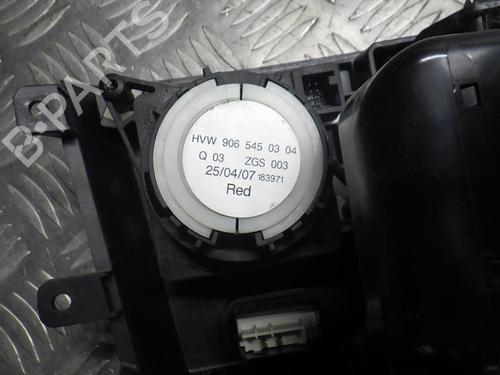 B-PARTS
HVW 906 545 03 04
Q 03 ZGS 003
25/04/07 183971
Red